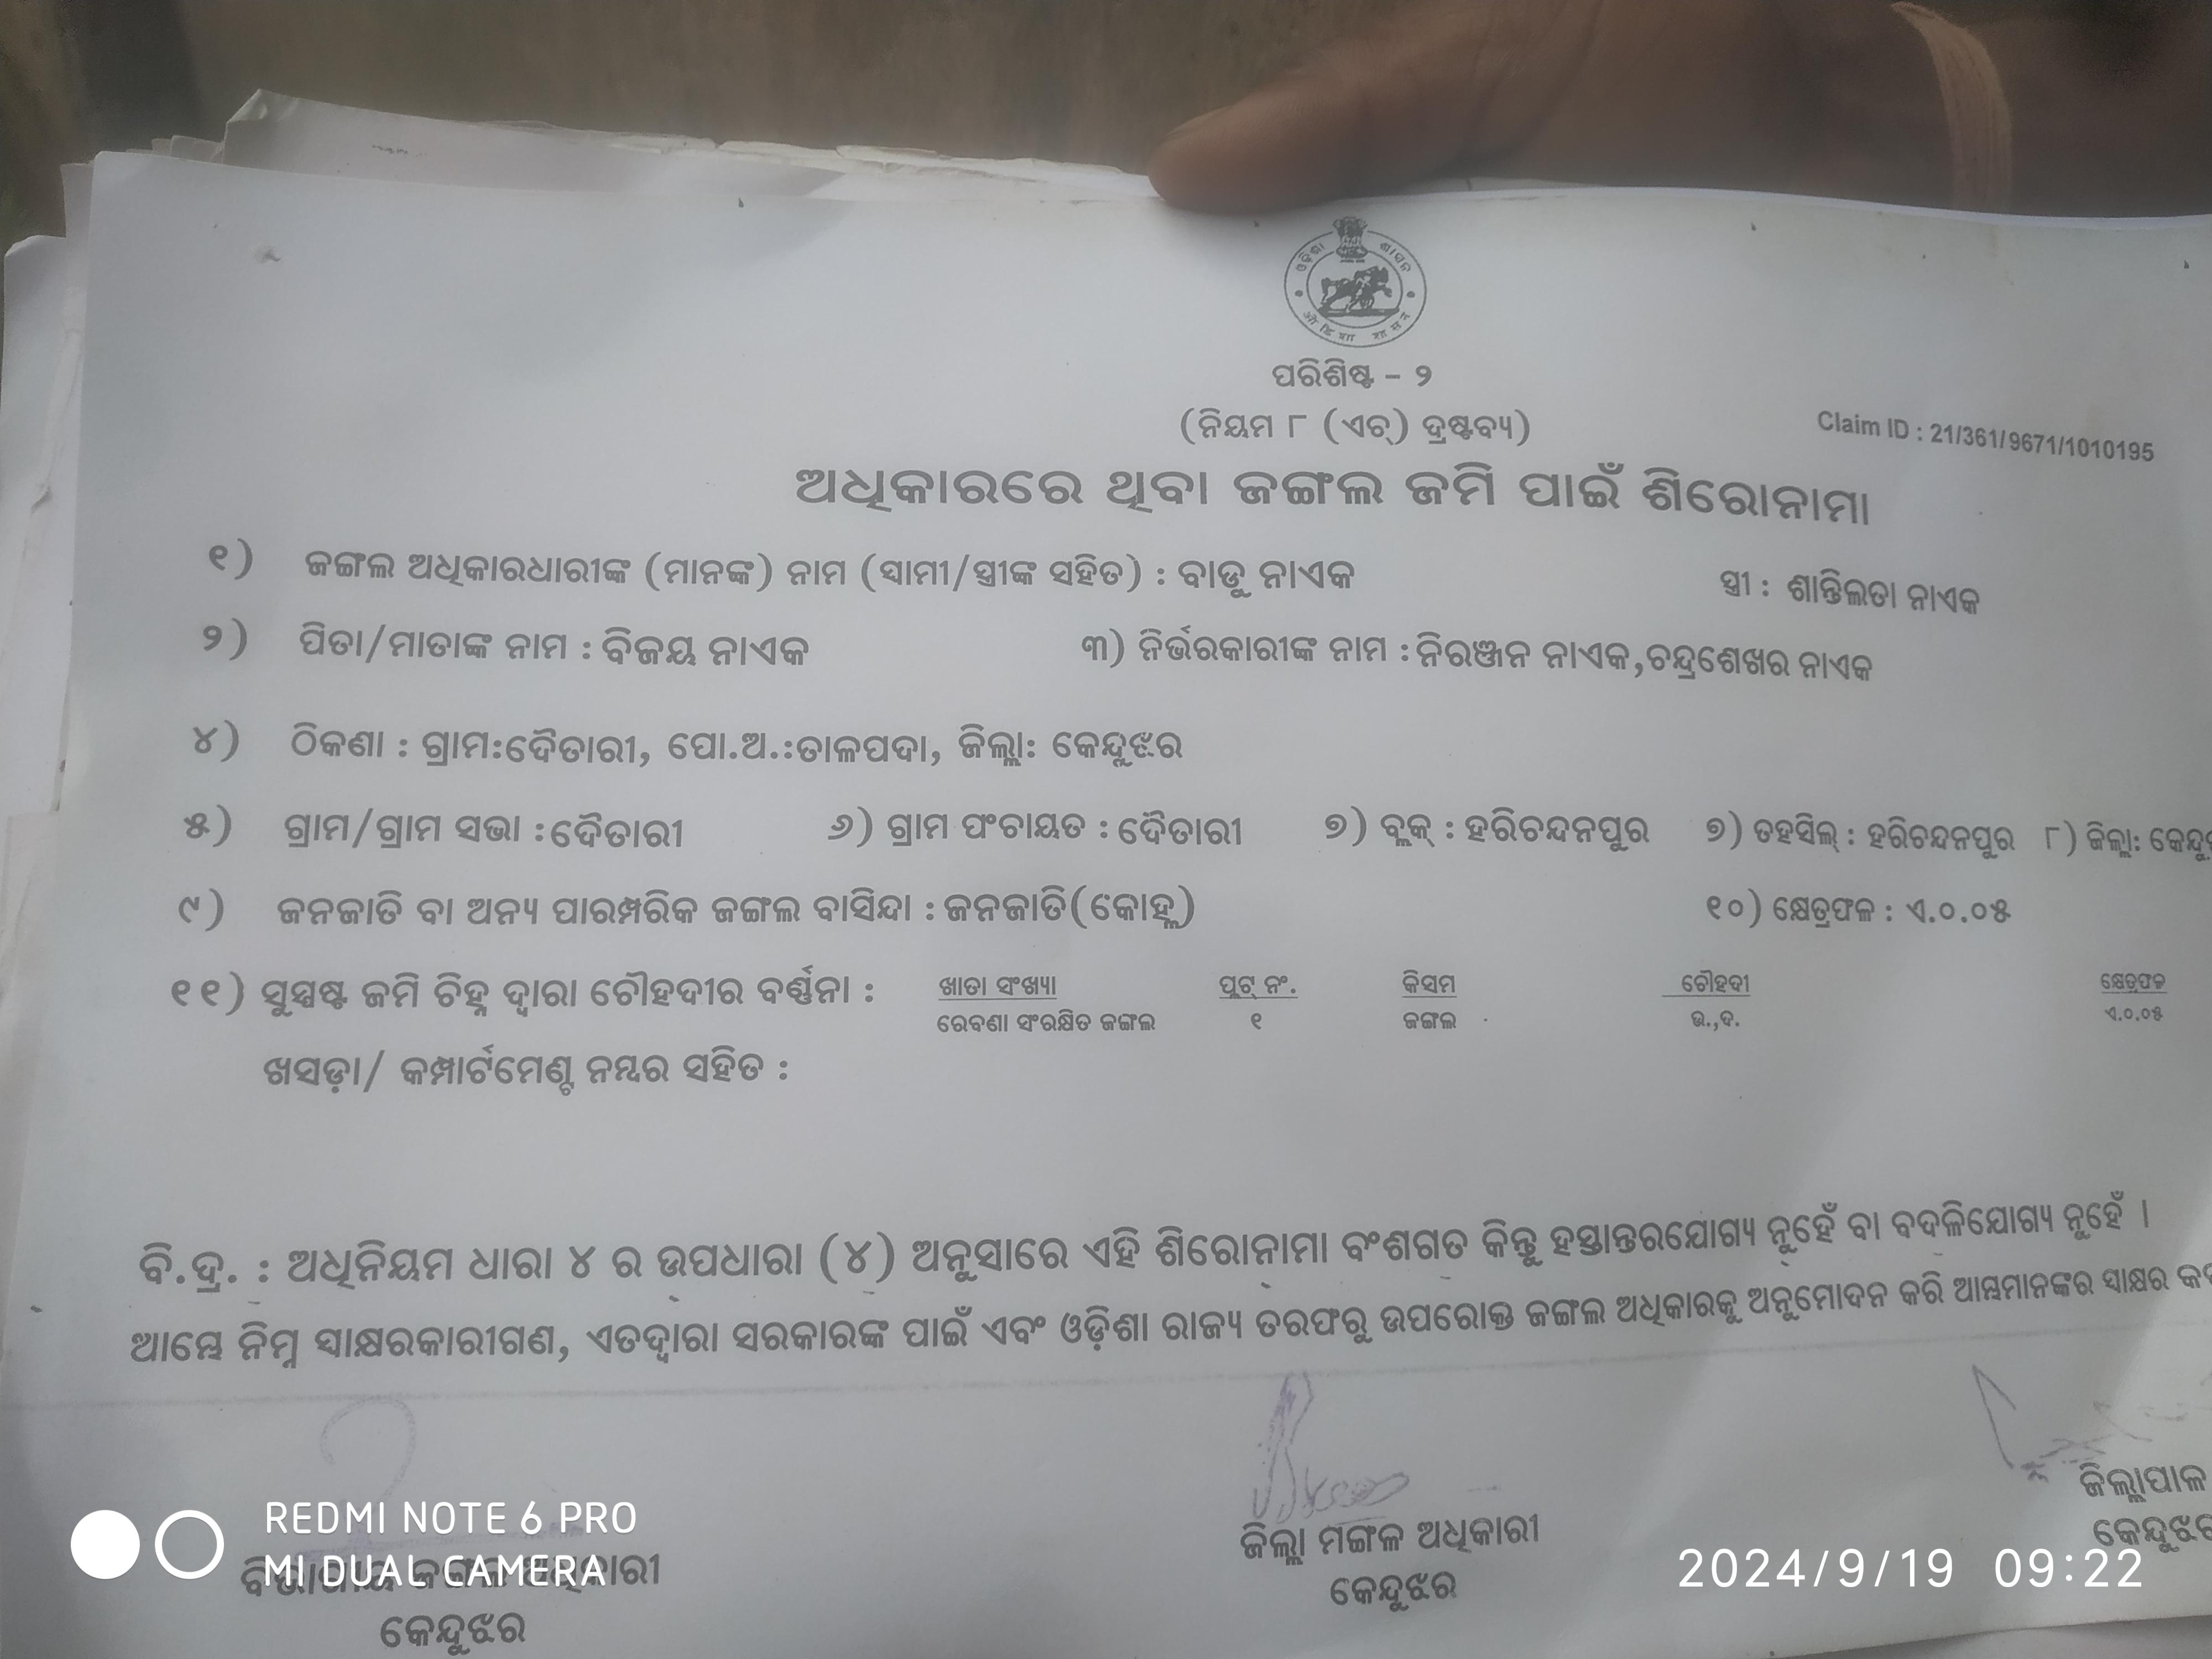 ଓଡ଼ିଶା ଶାସନ
ओडिशा शासन
ପରିଶିଷ୍ଟ – ୨
(ନିୟମ ୮ (ଏଚ୍) ଦ୍ରଷ୍ଟବ୍ୟ)
Claim ID : 21/361/9671/1010195
ଅଧିକାରରେ ଥିବା ଜଙ୍ଗଲ ଜମି ପାଇଁ ଶିରୋନାମା
୧) ଜଙ୍ଗଲ ଅଧିକାରଧାରୀଙ୍କ (ମାନଙ୍କ) ନାମ (ସ୍ୱାମୀ/ସ୍ତ୍ରୀଙ୍କ ସହିତ) : ବାଡୁ ନାଏକ ସ୍ତ୍ରୀ : ଶାନ୍ତିଲତା ନାଏକ
୨) ପିତା/ମାତାଙ୍କ ନାମ : ବିଜୟ ନାଏକ ୩) ନିର୍ଭରକାରୀଙ୍କ ନାମ : ନିରଞ୍ଜନ ନାଏକ,ଚନ୍ଦ୍ରଶେଖର ନାଏକ
୪) ଠିକଣା : ଗ୍ରାମ:ଦୈତାରୀ, ପୋ.ଅ.:ତାଳପଦା, ଜିଲ୍ଲା: କେନ୍ଦୁଝର
୫) ଗ୍ରାମ/ଗ୍ରାମ ସଭା : ଦୈତାରୀ ୬) ଗ୍ରାମ ପଂଚାୟତ : ଦୈତାରୀ ୭) ବ୍ଲକ୍ : ହରିଚନ୍ଦନପୁର ୭) ତହସିଲ୍ : ହରିଚନ୍ଦନପୁର ୮) ଜିଲ୍ଲା:
୯) ଜନଜାତି ବା ଅନ୍ୟ ପାରମ୍ପରିକ ଜଙ୍ଗଲ ବାସିନ୍ଦା : ଜନଜାତି(କୋହ୍ଲ) ୧୦) କ୍ଷେତ୍ରଫଳ : ଏ.୦.୦୫
୧୧) ସୁସ୍ପଷ୍ଟ ଜମି ଚିହ୍ନ ଦ୍ୱାରା ଚୌହଦୀର ବର୍ଣ୍ଣନା : ଖାତା ସଂଖ୍ୟା ପ୍ଲଟ୍ ନଂ. କିସମ ଚୌହଦୀ କ୍ଷେତ୍ରଫଳ
ରେବଣା ସଂରକ୍ଷିତ ଜଙ୍ଗଲ ୧ ଜଙ୍ଗଲ ଉ.,ଦ. ଏ.୦.୦୫
ଖସଡ଼ା/ କମ୍ପାର୍ଟମେଣ୍ଟ ନମ୍ବର ସହିତ :
ବି.ଦ୍ର. : ଅଧିନିୟମ ଧାରା ୪ ର ଉପଧାରା (୪) ଅନୁସାରେ ଏହି ଶିରୋନାମା ବଂଶଗତ କିନ୍ତୁ ହସ୍ତାନ୍ତରଯୋଗ୍ୟ ନୁହେଁ ବା ବଦଳିଯୋଗ୍ୟ ନୁହେଁ ।
ଆମ୍ଭେ ନିମ୍ନ ସ୍ୱାକ୍ଷରକାରୀଗଣ, ଏତଦ୍ୱାରା ସରକାରଙ୍କ ପାଇଁ ଏବଂ ଓଡ଼ିଶା ରାଜ୍ୟ ତରଫରୁ ଉପରୋକ୍ତ ଜଙ୍ଗଲ ଅଧିକାରକୁ ଅନୁମୋଦନ କରି ଆମ୍ଭମାନଙ୍କର ସ୍ୱାକ୍ଷର
ଜିଲ୍ଲାପାଳ
କେନ୍ଦୁଝର
ଜିଲ୍ଲା ମଙ୍ଗଳ ଅଧିକାରୀ
କେନ୍ଦୁଝର
କେନ୍ଦୁଝର
REDMI NOTE 6 PRO
MI DUAL CAMERA
2024/9/19 09:22